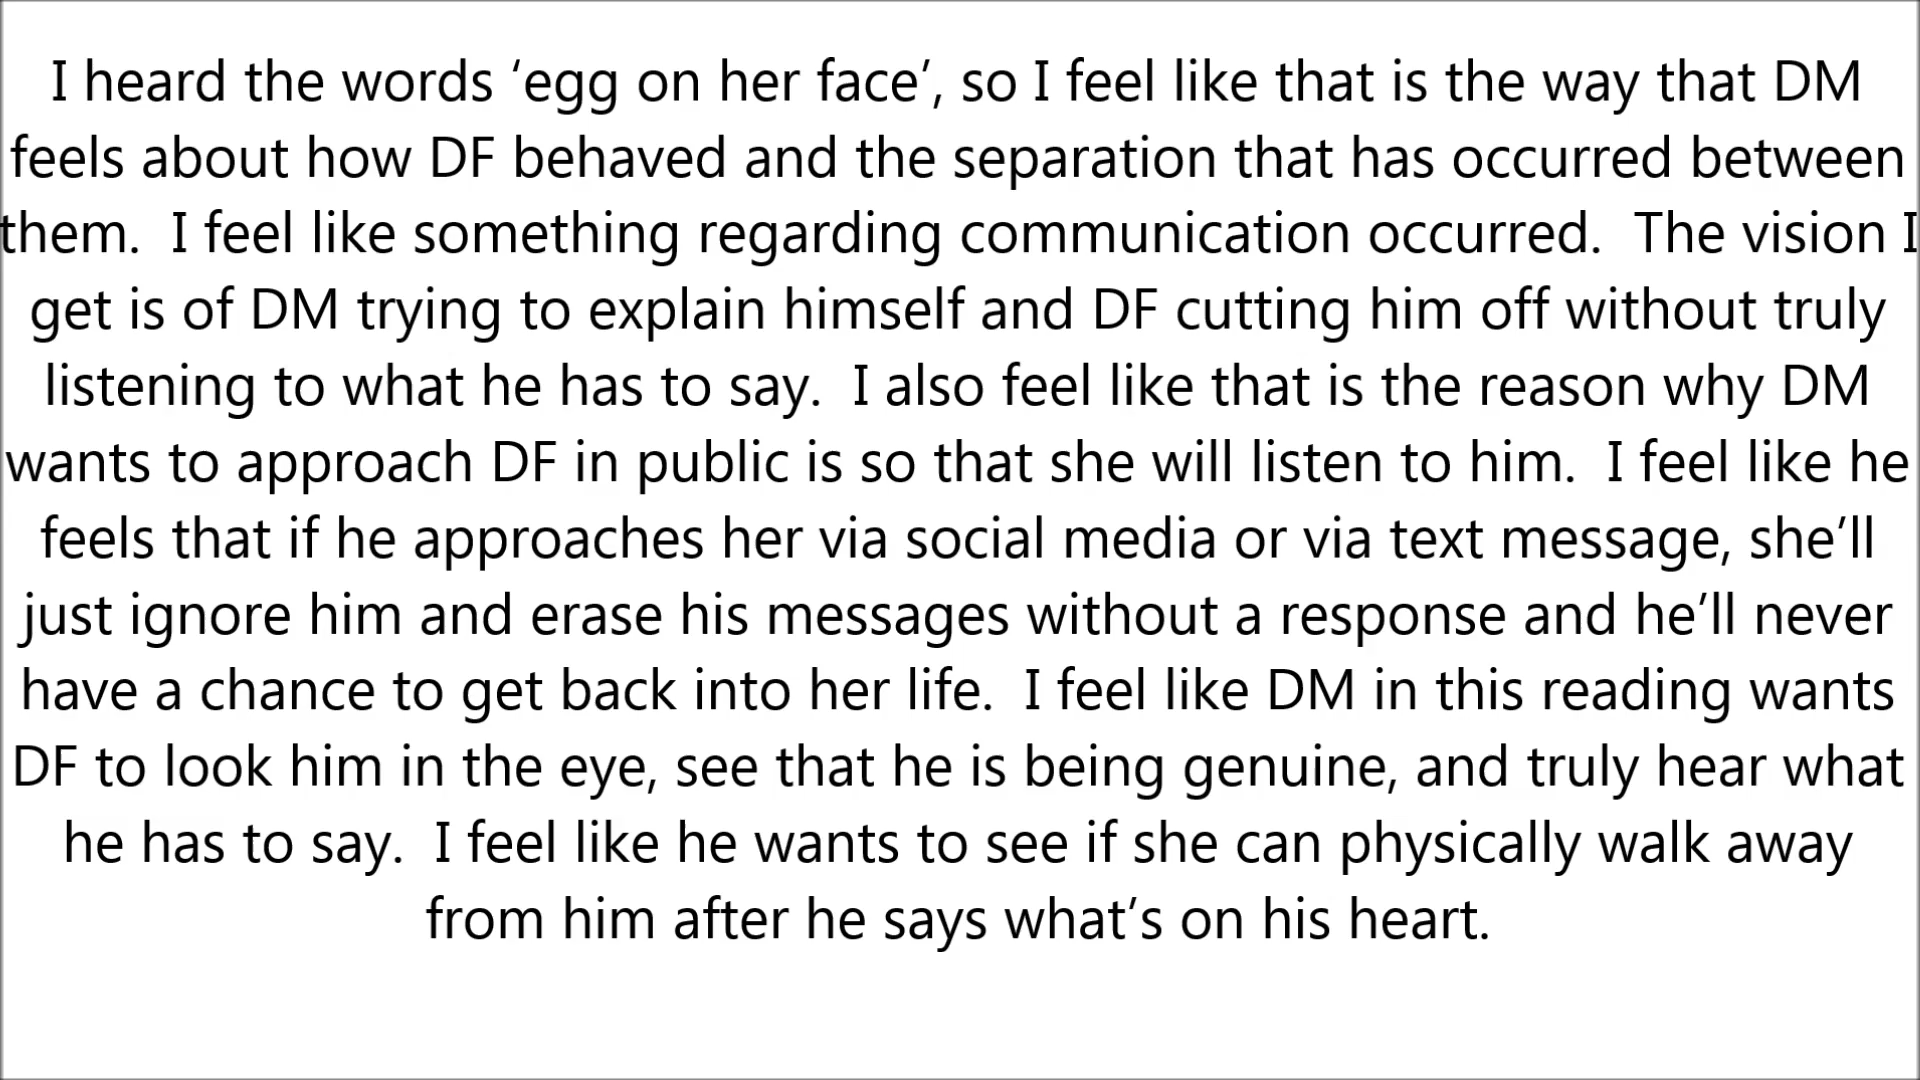 I heard the words ‘egg on her face’, so I feel like that is the way that DM
feels about how DF behaved and the separation that has occurred between
them.  I feel like something regarding communication occurred.  The vision I
get is of DM trying to explain himself and DF cutting him off without truly
listening to what he has to say.  I also feel like that is the reason why DM
wants to approach DF in public is so that she will listen to him.  I feel like he
feels that if he approaches her via social media or via text message, she’ll
just ignore him and erase his messages without a response and he’ll never
have a chance to get back into her life.  I feel like DM in this reading wants
DF to look him in the eye, see that he is being genuine, and truly hear what
he has to say.  I feel like he wants to see if she can physically walk away
from him after he says what’s on his heart.